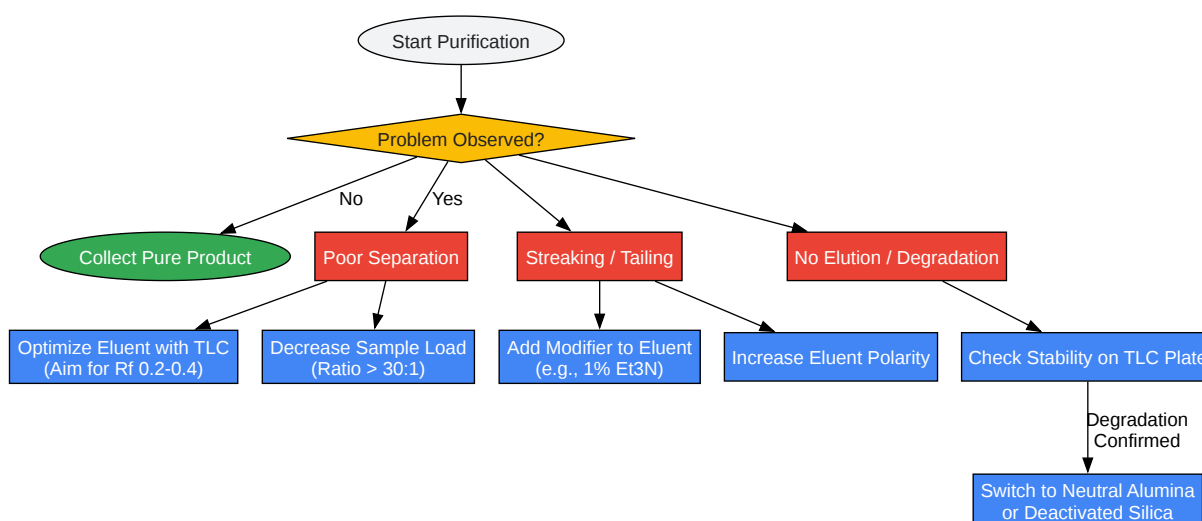 Start Purification
Problem Observed?
No
Yes
Collect Pure Product
Poor Separation
Streaking / Tailing
No Elution / Degradation
Optimize Eluent with TLC
(Aim for Rf 0.2-0.4)
Decrease Sample Load
(Ratio > 30:1)
Add Modifier to Eluent
(e.g., 1% Et3N)
Increase Eluent Polarity
Check Stability on TLC Plate
Degradation
Confirmed
Switch to Neutral Alumina
or Deactivated Silica